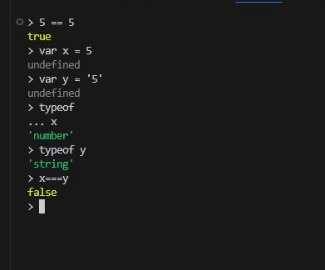 > 5 == 5
true
> var x = 5
undefined
> var y = '5'
undefined
> typeof
... x
'number'
> typeof y
'string'
> x===y
false
>